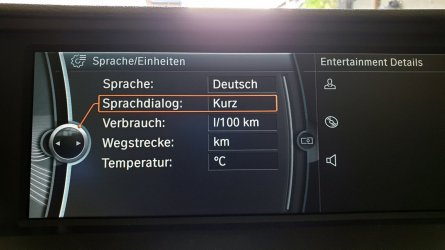 Sprache/Einheiten
Sprache: Deutsch
Sprachdialog: Kurz
Verbrauch: l/100 km
Wegstrecke: km
Temperatur: °C
Entertainment Details